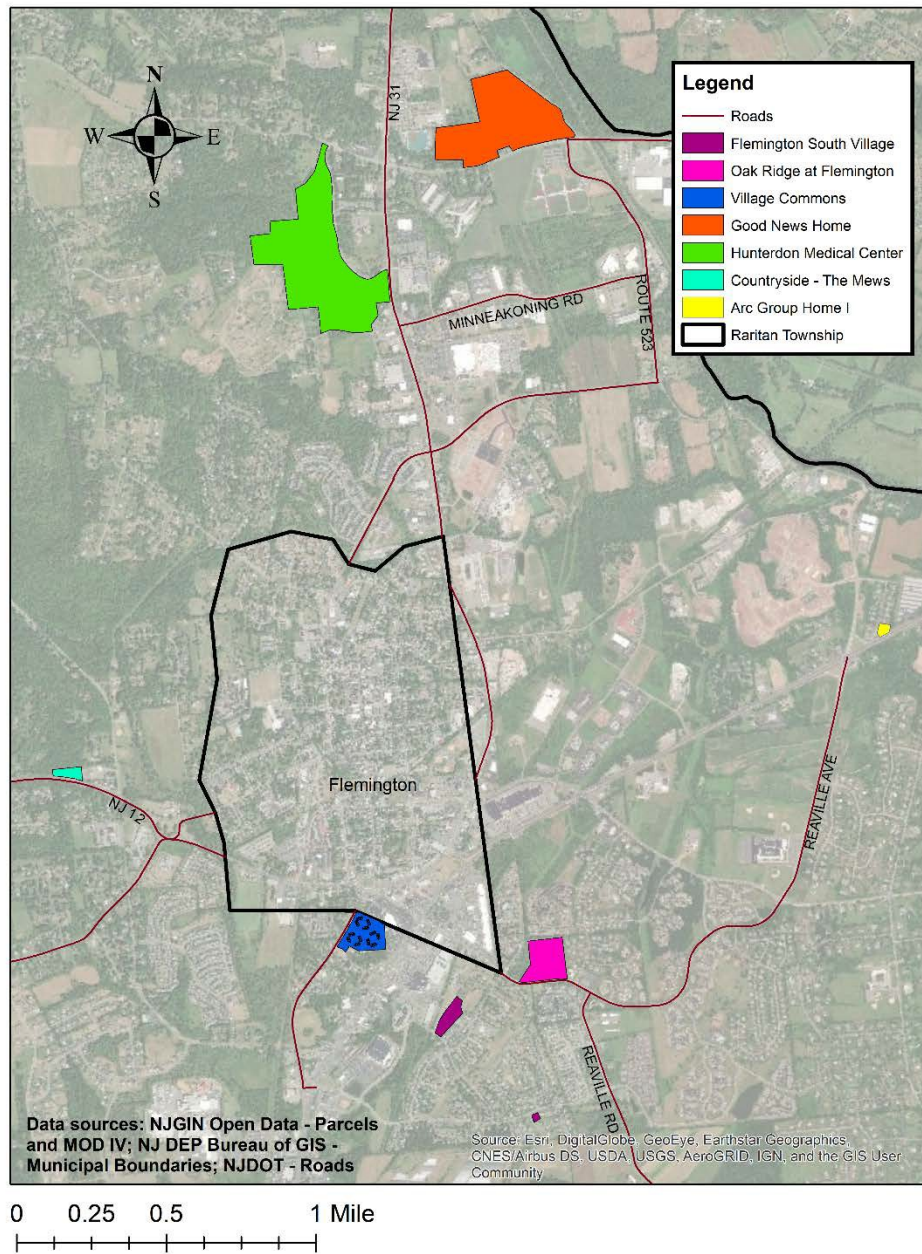 N
W
E
S
NJ 31
Legend
Roads
Flemington South Village
Oak Ridge at Flemington
Village Commons
Good News Home
Hunterdon Medical Center
Countryside - The Mews
Arc Group Home I
Raritan Township
MINNEAKONING RD
ROUTE 523
Flemington
NJ 12
REAVILLE AVE
REAVILLE RD
Data sources: NJGIN Open Data - Parcels
and MOD IV; NJ DEP Bureau of GIS -
Municipal Boundaries; NJDOT - Roads
Source: Esri, DigitalGlobe, GeoEye, Earthstar Geographics,
CNES/Airbus DS, USDA, USGS, AeroGRID, IGN, and the GIS User
Community
0 0.25 0.5 1 Mile